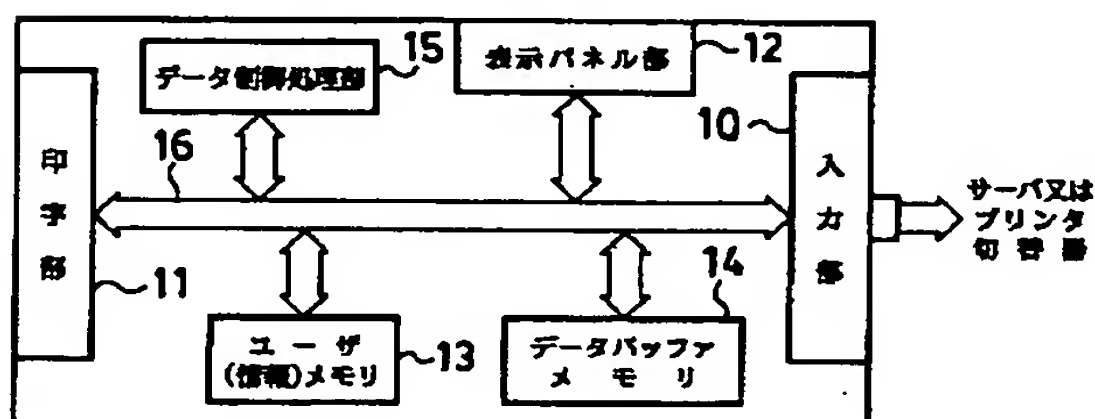 データ制御処理部
15
表示パネル部
12
10
16
印字部
11
入力部
サーバ又は
プリンタ
切替器
14
ユーザ
(情報)メモリ
13
データバッファ
メモリ